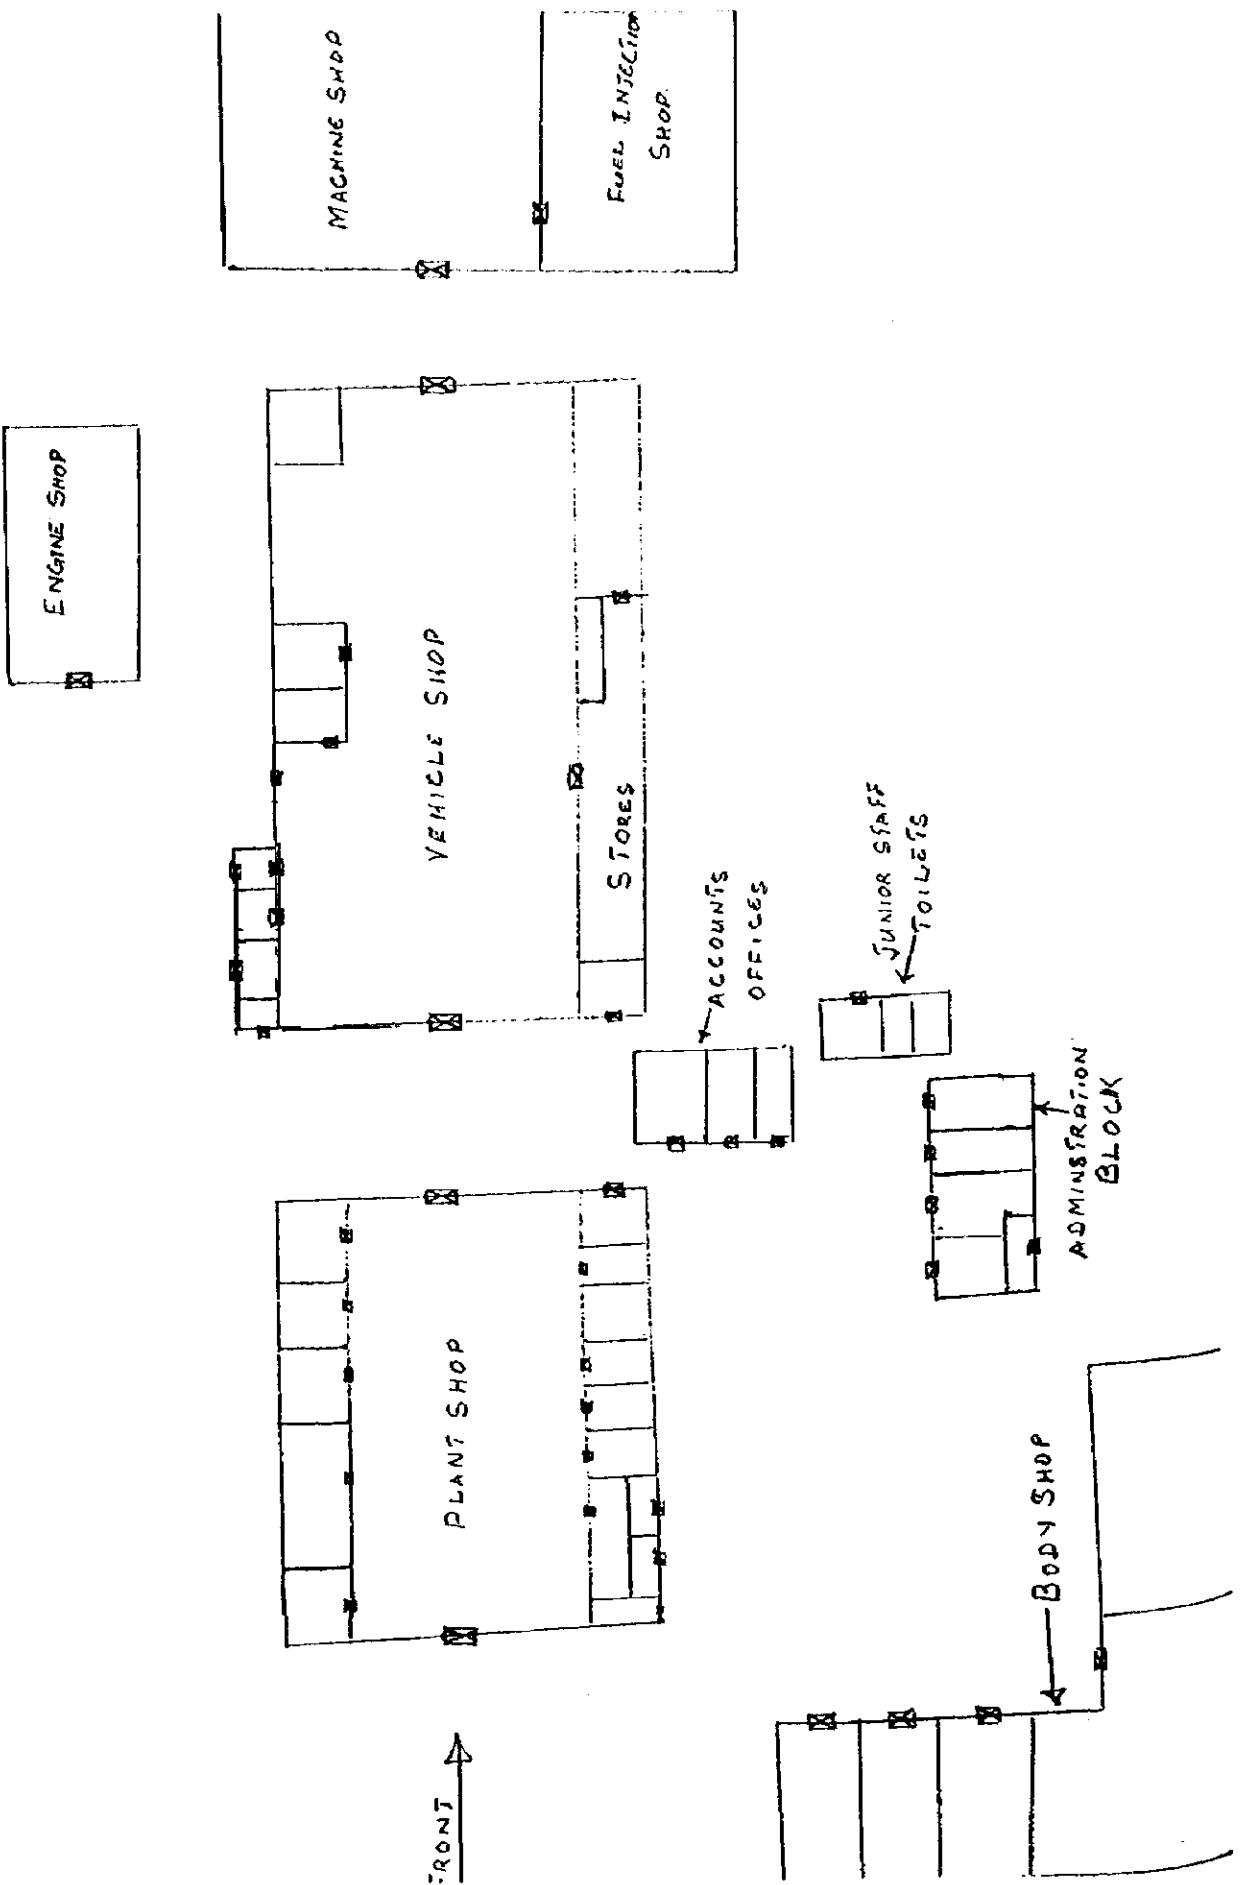 MACHINE SHOP
FUEL INJECTION
SHOP.
ENGINE SHOP
VEHICLE SHOP
STORES
ACCOUNTS
OFFICES
JUNIOR STAFF
TOILETS
ADMINSTRATION
BLOCK
PLANT SHOP
BODY SHOP
FRONT